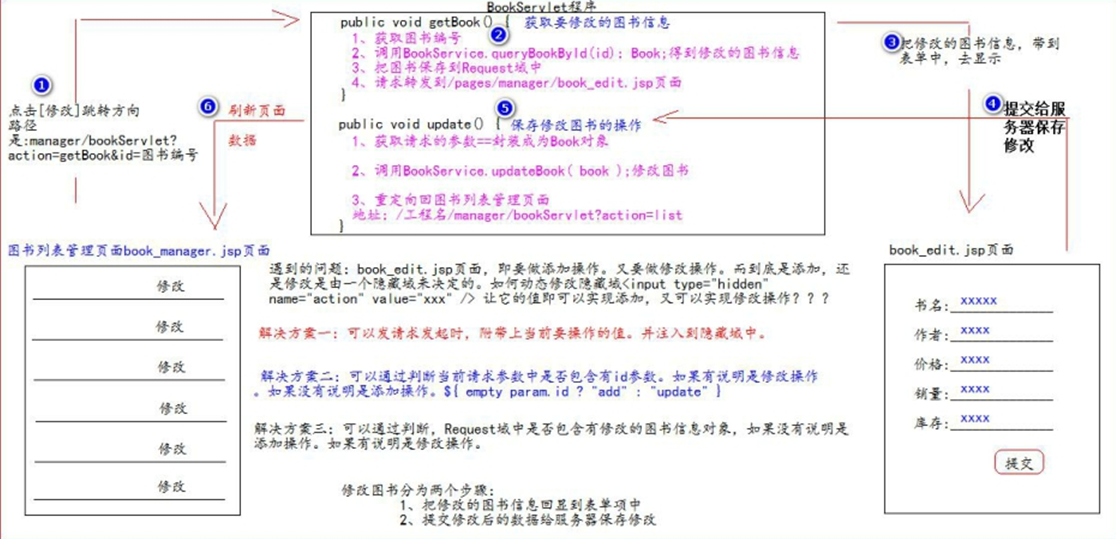 BookServlet程序
public void getBook() { 获取要修改的图书信息
2
1、获取图书编号
2、调用BookService.queryBookById(id): Book;得到修改的图书信息
3、把图书保存到Request域中
4、请求转发到/pages/manager/book_edit.jsp页面
}
3
把修改的图书信息, 带到
表单中, 去显示
1
点击[修改]跳转方向
路径
是:manager/bookServlet?
action=getBook&id=图书编号
6
刷新页面
数据
5
public void update() { 保存修改图书的操作
1、获取请求的参数==封装成为Book对象
2、调用BookService.updateBook( book );修改图书
3、重定向回图书列表管理页面
地址: /工程名/manager/bookServlet?action=list
}
4
提交给服
务器保存
修改
图书列表管理页面book_manager.jsp页面
修改
修改
修改
修改
修改
修改
遇到的问题: book_edit.jsp页面, 即要做添加操作。又要做修改操作。而到底是添加, 还
是修改是由一个隐藏域来决定的。如何动态修改隐藏域<input type="hidden"
name="action" value="xxx" /> 让它的值即可以实现添加, 又可以实现修改操作? ? ?
解决方案一: 可以发请求发起时, 附带上当前要操作的值。并注入到隐藏域中。
解决方案二: 可以通过判断当前请求参数中是否包含有id参数。如果有说明是修改操作
。如果没有说明是添加操作。${ empty param.id ? "add" : "update" }
解决方案三: 可以通过判断, Request域中是否包含有修改的图书信息对象, 如果没有说明是
添加操作。如果有说明是修改操作。
修改图书分为两个步骤:
1、把修改的图书信息回显到表单项中
2、提交修改后的数据给服务器保存修改
book_edit.jsp页面
书名: xxxxx
作者: xxxx
价格: xxxx
销量: xxxx
库存: xxxx
提交